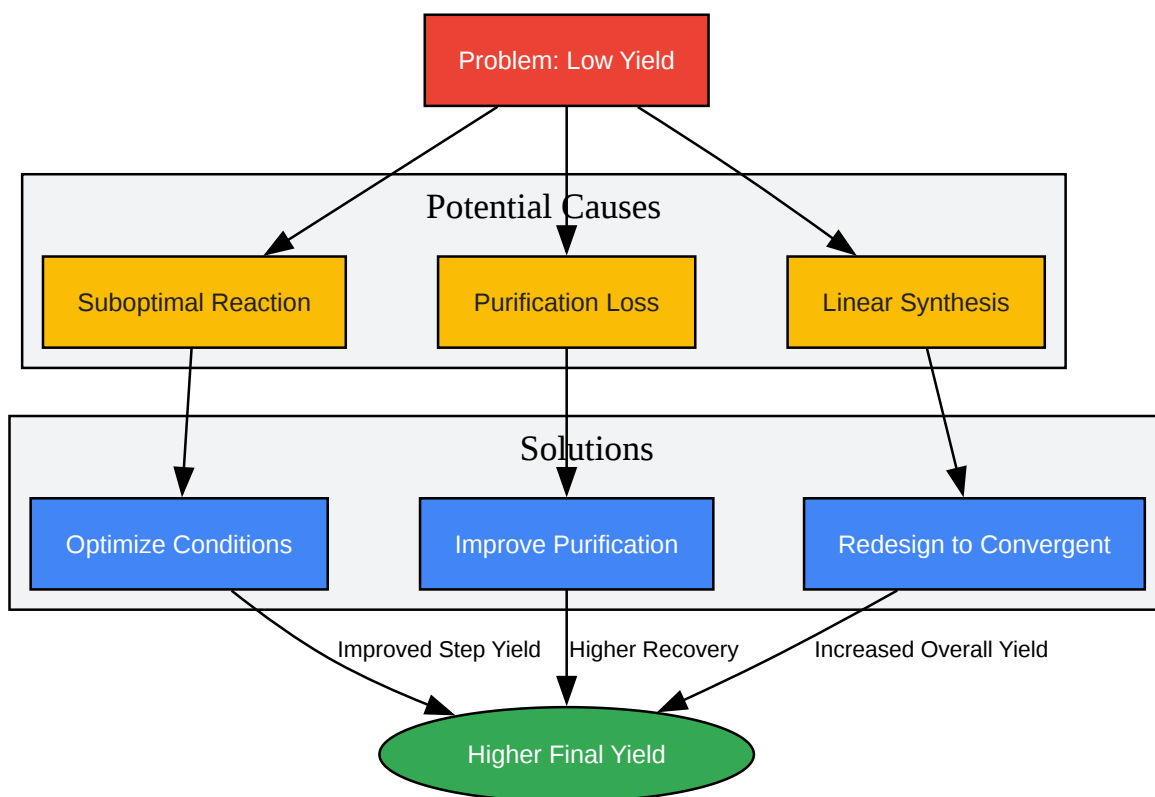 Problem: Low Yield
Potential Causes
Suboptimal Reaction
Purification Loss
Linear Synthesis
Solutions
Optimize Conditions
Improve Purification
Redesign to Convergent
Improved Step Yield
Higher Recovery
Increased Overall Yield
Higher Final Yield